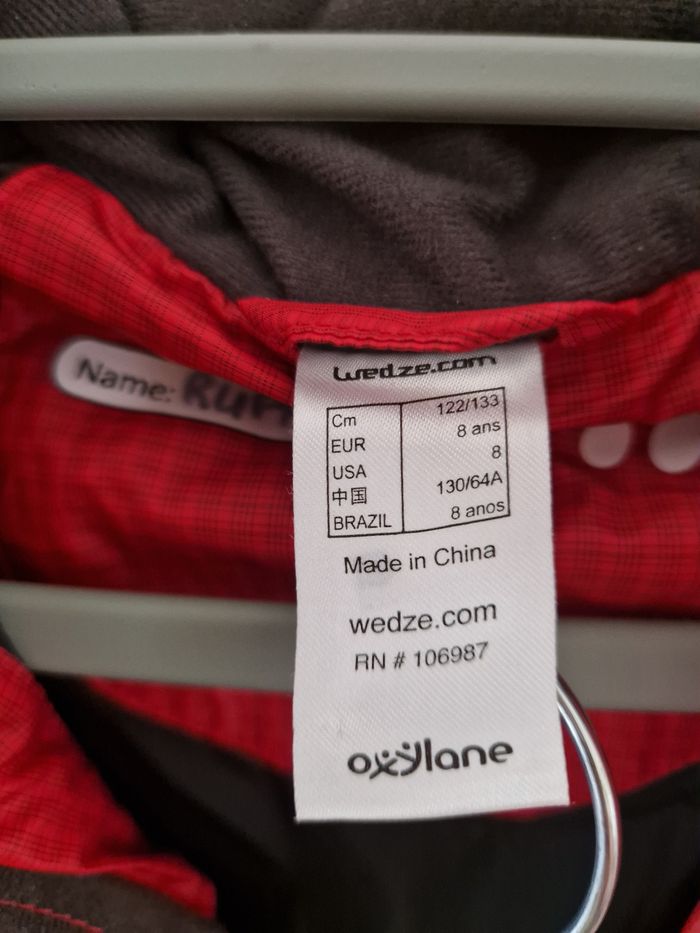 wedze.com
Cm 122/133
EUR 8 ans
USA 8
中国 130/64A
BRAZIL 8 anos
Made in China
wedze.com
RN # 106987
oxylane
Name: